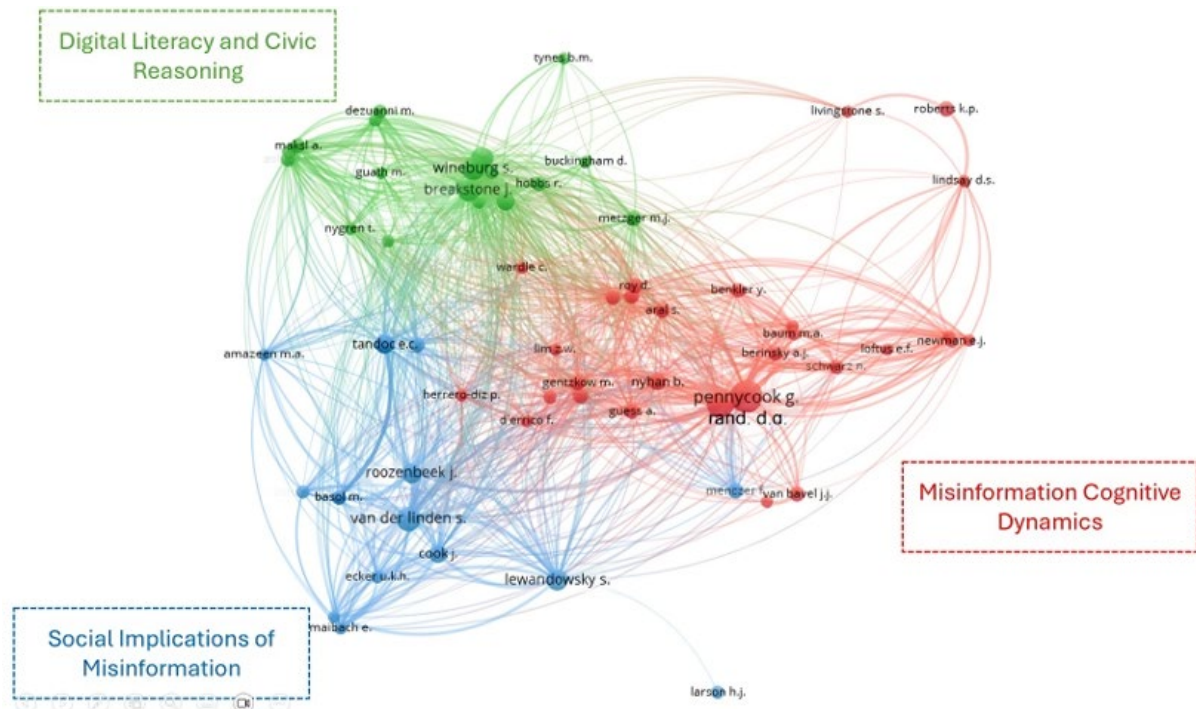 Digital Literacy and Civic
Reasoning
tynes b.m.
dezuanni m.
livingstone s.
roberts k.p.
maksl a.
wineburg s.
buckingham d.
guath m.
breakstone j.
hobbs r.
lindsay d.s.
nygren t.
metzger m.j.
wardle c.
roy d.
benkler y.
aral s.
tandoc e.c.
baum m.a.
amazeen m.a.
lim z.w.
berinsky a.j.
loftus e.f.
newman e.j.
schwarz n.
herrero-diz p.
gentzkow m.
nyhan b.
pennycook g.
d'errico f.
guess a.
rand. d.g.
roozenbeek j.
basol m.
menczer f.
van bavel j.j.
Misinformation Cognitive
Dynamics
van der linden s.
cook j.
ecker u.k.h.
lewandowsky s.
maibach e.
Social Implications of
Misinformation
larson h.j.